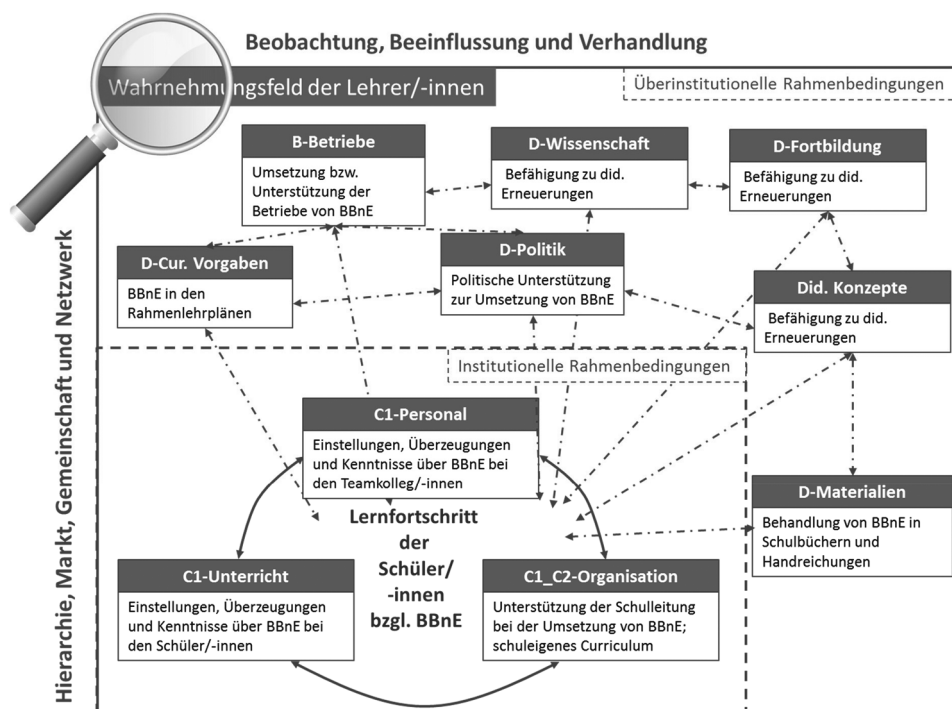 Beobachtung, Beeinflussung und Verhandlung
Wahrnehmungsfeld der Lehrer/-innen
Überinstitutionelle Rahmenbedingungen
B-Betriebe
Umsetzung bzw.
Unterstützung der
Betriebe von BBnE
D-Wissenschaft
Befähigung zu did.
Erneuerungen
D-Fortbildung
Befähigung zu did.
Erneuerungen
D-Cur. Vorgaben
BBnE in den
Rahmenlehrplänen
D-Politik
Politische Unterstützung
zur Umsetzung von BBnE
Did. Konzepte
Befähigung zu did.
Erneuerungen
Hierarchie, Markt, Gemeinschaft und Netzwerk
Institutionelle Rahmenbedingungen
C1-Personal
Einstellungen, Überzeugungen
und Kenntnisse über BBnE bei
den Teamkolleg/-innen
D-Materialien
Behandlung von BBnE in
Schulbüchern und
Handreichungen
Lernfortschritt
der
Schüler/
-innen
bzgl. BBnE
C1-Unterricht
Einstellungen, Überzeugungen
und Kenntnisse über BBnE bei
den Schüler/-innen
C1_C2-Organisation
Unterstützung der Schulleitung
bei der Umsetzung von BBnE;
schuleigenes Curriculum